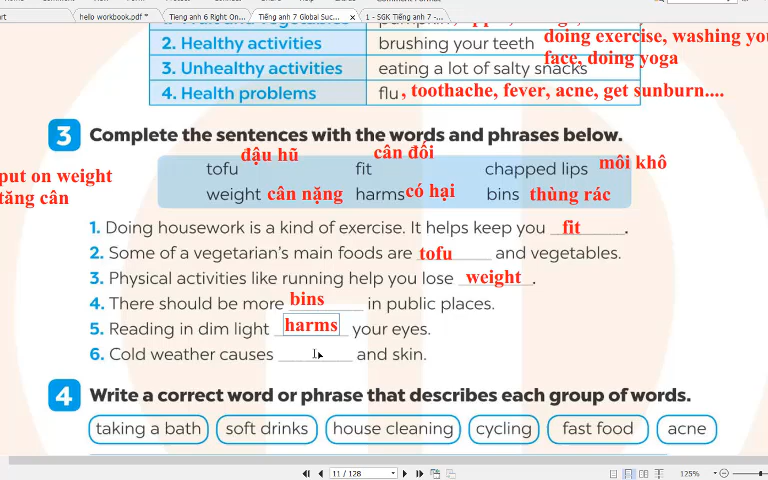 hello workbook.pdf *
Tieng anh 6 Right On...
Tiếng anh 7 Global Suc...
1 - SGK Tiếng anh 7 -...
2. Healthy activities
brushing your teeth
doing exercise, washing
face, doing yoga
3. Unhealthy activities
eating a lot of salty snacks
4. Health problems
flu , toothache, fever, acne, get sunburn....
3 Complete the sentences with the words and phrases below.
put on weight
tăng cân
tofu đậu hũ
fit cân đối
chapped lips môi khô
weight cân nặng
harms có hại
bins thùng rác
1. Doing housework is a kind of exercise. It helps keep you fit .
2. Some of a vegetarian's main foods are tofu and vegetables.
3. Physical activities like running help you lose weight .
4. There should be more bins in public places.
5. Reading in dim light harms your eyes.
6. Cold weather causes ______ and skin.
4 Write a correct word or phrase that describes each group of words.
taking a bath
soft drinks
house cleaning
cycling
fast food
acne
11 / 128
125%